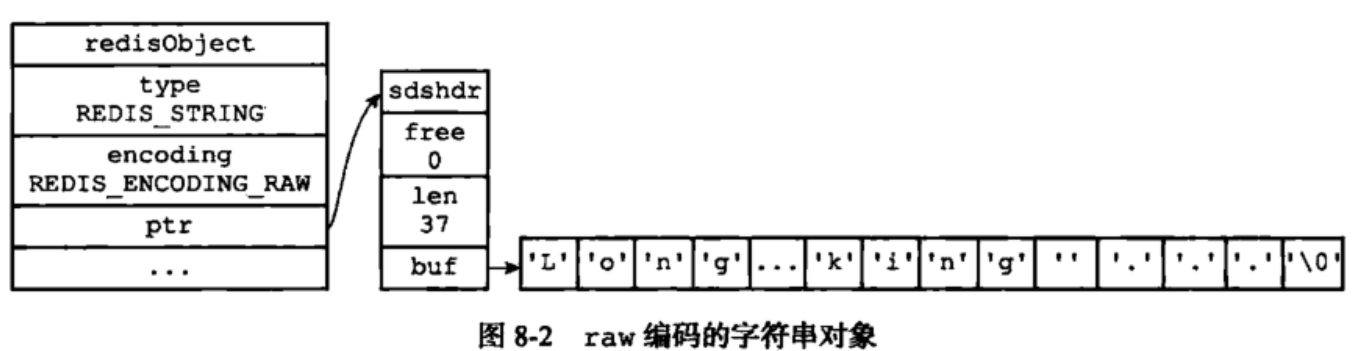 redisObject
type
REDIS_STRING
encoding
REDIS_ENCODING_RAW
ptr
...
sdshdr
free
0
len
37
buf
'L' 'o' 'n' 'g' ... 'k' 'i' 'n' 'g' '' '.' '.' '.' '\0'
图 8-2 raw 编码的字符串对象